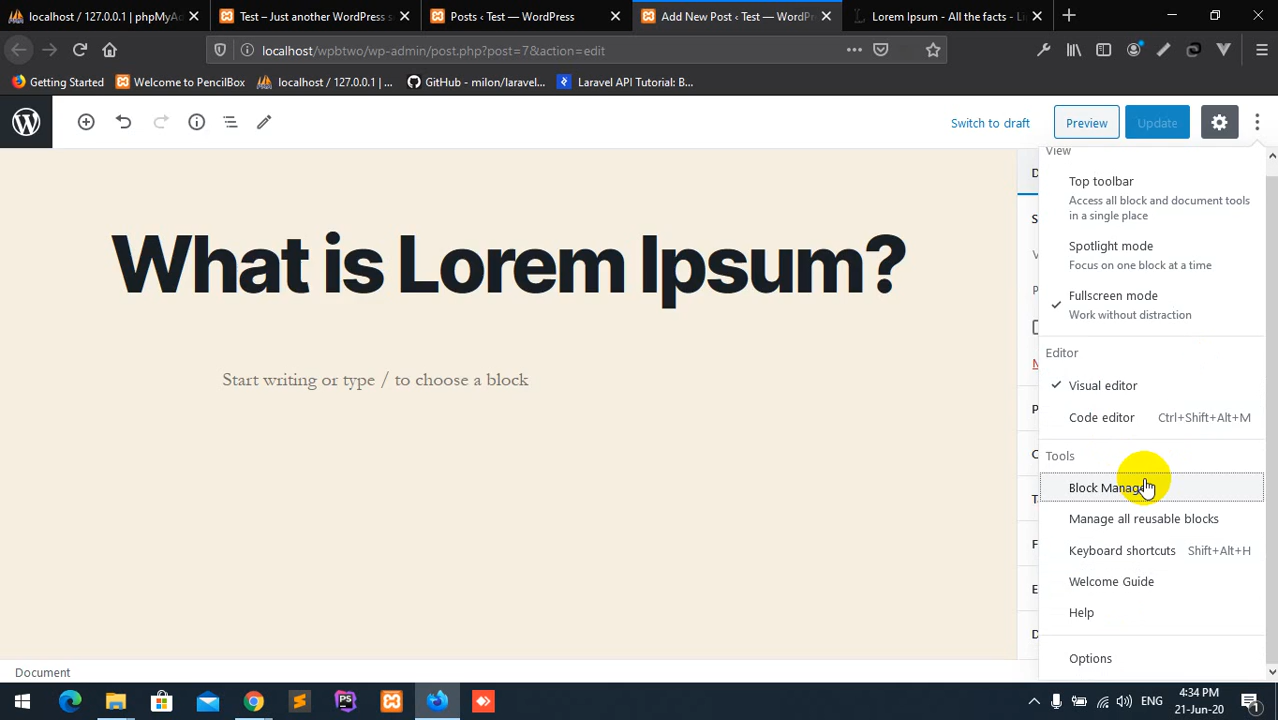 localhost / 127.0.0.1 | phpMyAd
Test – Just another WordPress s
Posts ‹ Test — WordPress
Add New Post ‹ Test — WordPr
Lorem Ipsum - All the facts - Li
localhost/wpbtwo/wp-admin/post.php?post=7&action=edit
Getting Started
Welcome to PencilBox
localhost / 127.0.0.1 |...
GitHub - milon/laravel...
Laravel API Tutorial: B...
Switch to draft
Preview
Update
View
Top toolbar
Access all block and document tools
in a single place
Spotlight mode
Focus on one block at a time
Fullscreen mode
Work without distraction
Editor
Visual editor
Code editor Ctrl+Shift+Alt+M
Tools
Block Manage
Manage all reusable blocks
Keyboard shortcuts Shift+Alt+H
Welcome Guide
Help
Options
What is Lorem Ipsum?
Start writing or type / to choose a block
Document
ENG
4:34 PM
21-Jun-20